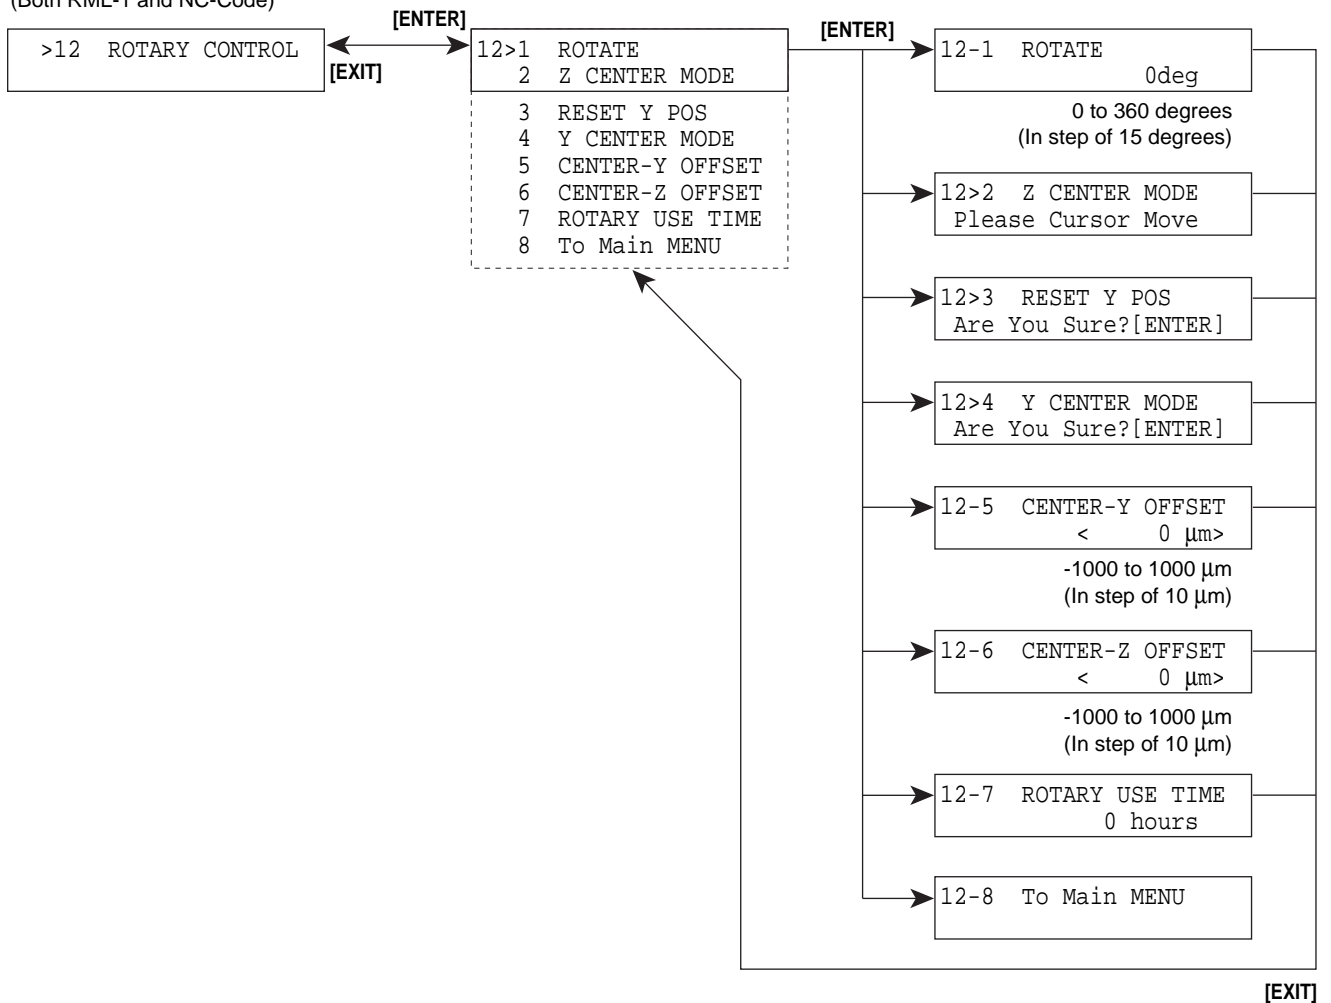 (Both RML-1 and NC-Code)
>12 ROTARY CONTROL
[ENTER]
[EXIT]
12>1 ROTATE
2 Z CENTER MODE
3 RESET Y POS
4 Y CENTER MODE
5 CENTER-Y OFFSET
6 CENTER-Z OFFSET
7 ROTARY USE TIME
8 To Main MENU
[ENTER]
12-1 ROTATE
0deg
0 to 360 degrees
(In step of 15 degrees)
12>2 Z CENTER MODE
Please Cursor Move
12>3 RESET Y POS
Are You Sure?[ENTER]
12>4 Y CENTER MODE
Are You Sure?[ENTER]
12-5 CENTER-Y OFFSET
< 0 µm>
-1000 to 1000 µm
(In step of 10 µm)
12-6 CENTER-Z OFFSET
< 0 µm>
-1000 to 1000 µm
(In step of 10 µm)
12-7 ROTARY USE TIME
0 hours
12-8 To Main MENU
[EXIT]